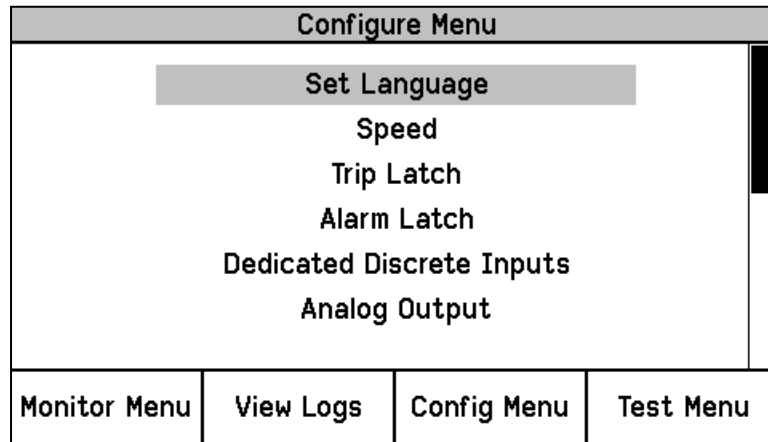 Configure Menu
Set Language
Speed
Trip Latch
Alarm Latch
Dedicated Discrete Inputs
Analog Output
Monitor Menu View Logs Config Menu Test Menu